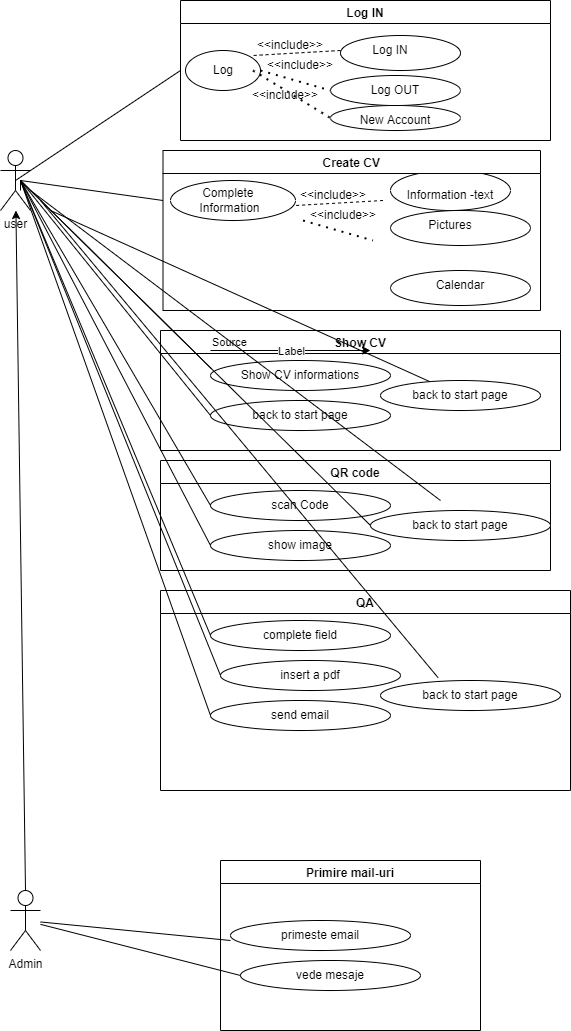 Log IN
<<include>>
Log IN
Log
<<include>>
Log OUT
<<include>>
New Account
Create CV
Complete
Information
<<include>>
Information -text
<<include>>
Pictures
user
Calendar
Source
Show CV
Label
Show CV informations
back to start page
back to start page
QR code
scan Code
back to start page
show image
QA
complete field
insert a pdf
back to start page
send email
Primire mail-uri
primeste email
Admin
vede mesaje